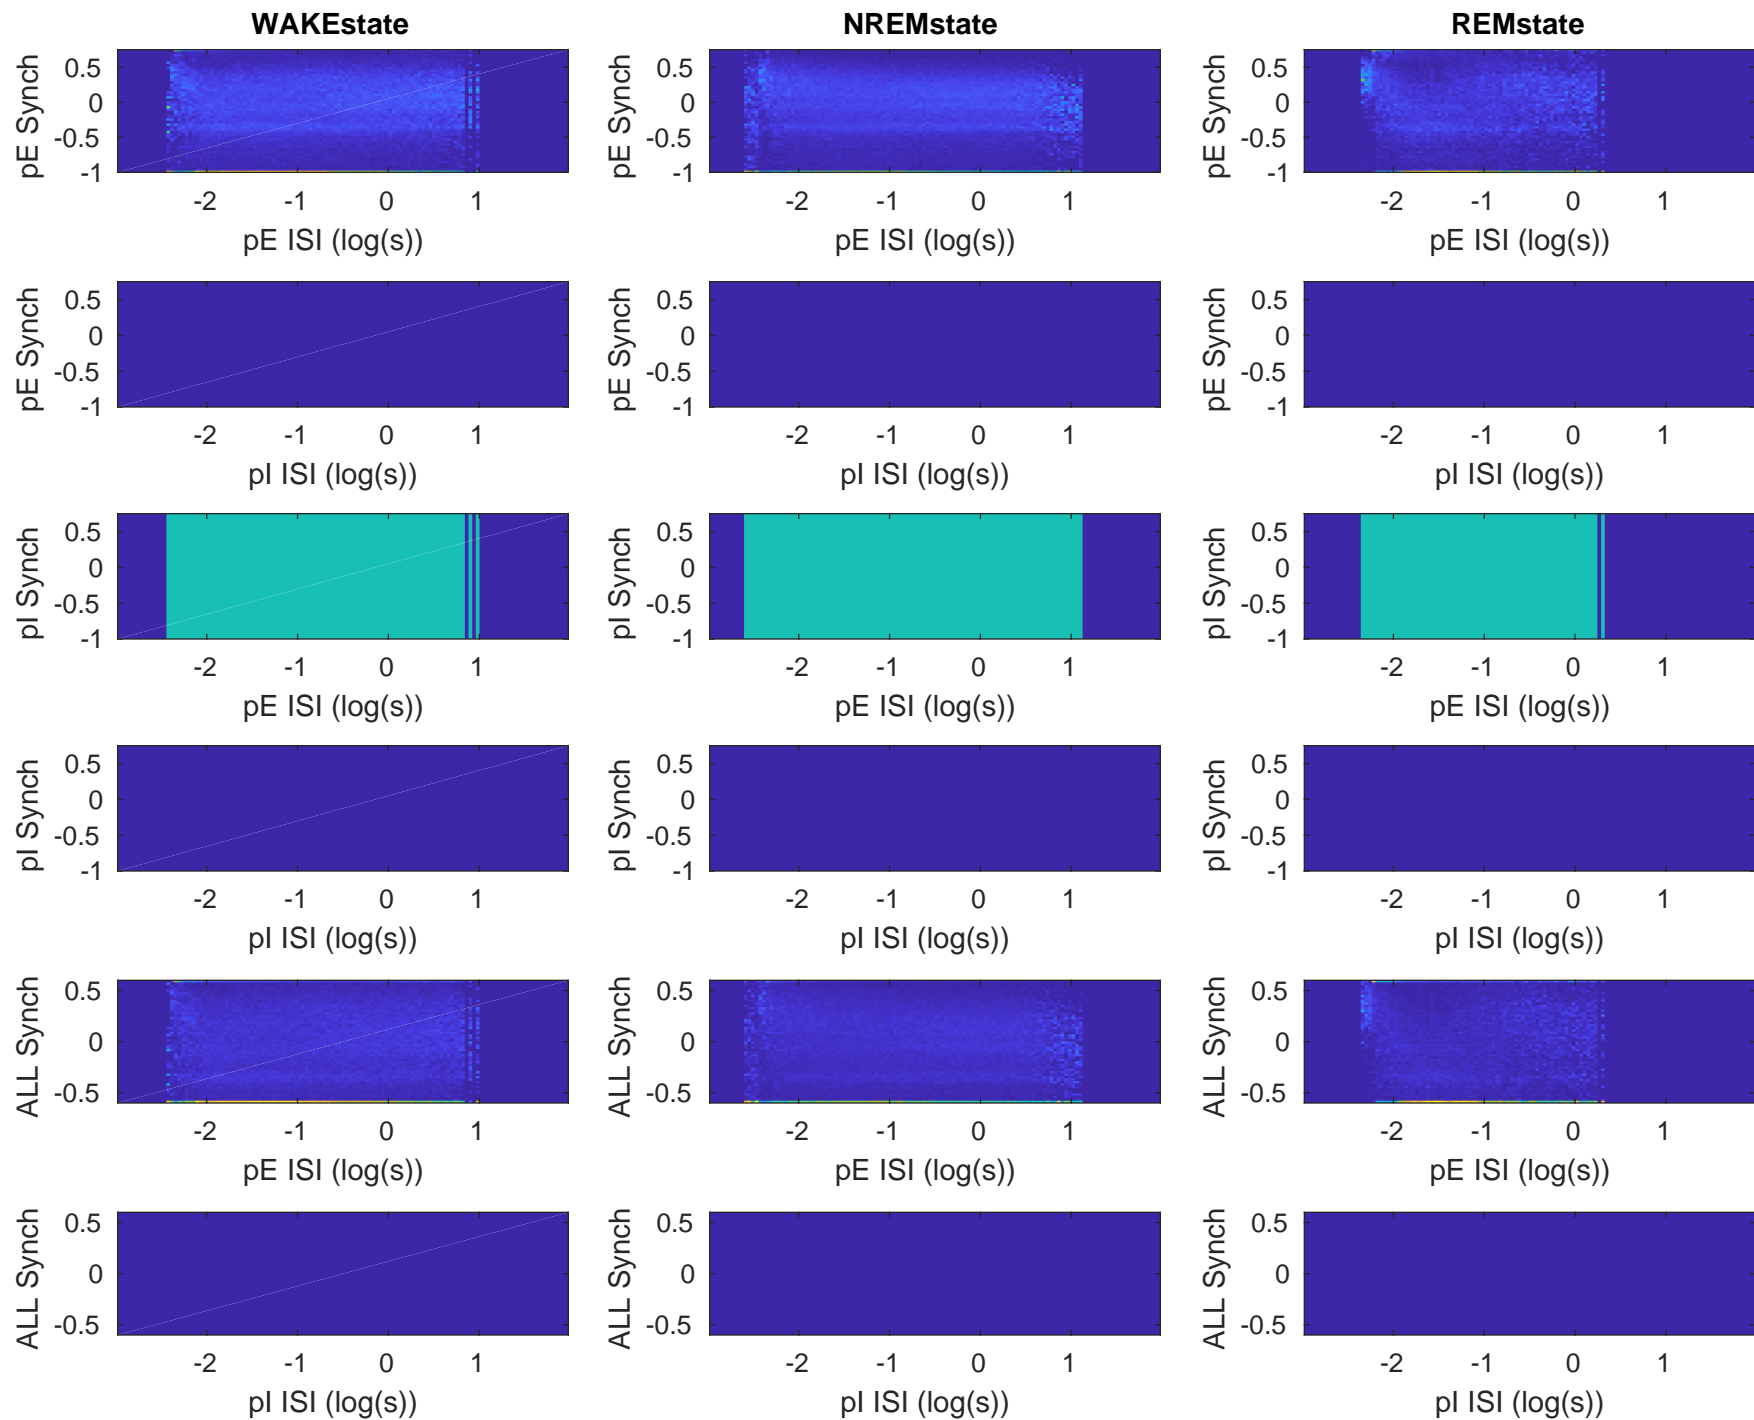 WAKEstate NREMstate REMstate
0.5 0.5 0.5
0 0 0
-0.5 -0.5 -0.5
-1 -1 -1
pE Synch pE Synch pE Synch
-2 -1 0 1 -2 -1 0 1 -2 -1 0 1
pE ISI (log(s)) pE ISI (log(s)) pE ISI (log(s))
0.5 0.5 0.5
0 0 0
-0.5 -0.5 -0.5
-1 -1 -1
pE Synch pE Synch pE Synch
-2 -1 0 1 -2 -1 0 1 -2 -1 0 1
pI ISI (log(s)) pI ISI (log(s)) pI ISI (log(s))
0.5 0.5 0.5
0 0 0
-0.5 -0.5 -0.5
-1 -1 -1
pI Synch pI Synch pI Synch
-2 -1 0 1 -2 -1 0 1 -2 -1 0 1
pE ISI (log(s)) pE ISI (log(s)) pE ISI (log(s))
0.5 0.5 0.5
0 0 0
-0.5 -0.5 -0.5
-1 -1 -1
pI Synch pI Synch pI Synch
-2 -1 0 1 -2 -1 0 1 -2 -1 0 1
pI ISI (log(s)) pI ISI (log(s)) pI ISI (log(s))
0.5 0.5 0.5
0 0 0
-0.5 -0.5 -0.5
ALL Synch ALL Synch ALL Synch
-2 -1 0 1 -2 -1 0 1 -2 -1 0 1
pE ISI (log(s)) pE ISI (log(s)) pE ISI (log(s))
0.5 0.5 0.5
0 0 0
-0.5 -0.5 -0.5
ALL Synch ALL Synch ALL Synch
-2 -1 0 1 -2 -1 0 1 -2 -1 0 1
pI ISI (log(s)) pI ISI (log(s)) pI ISI (log(s))